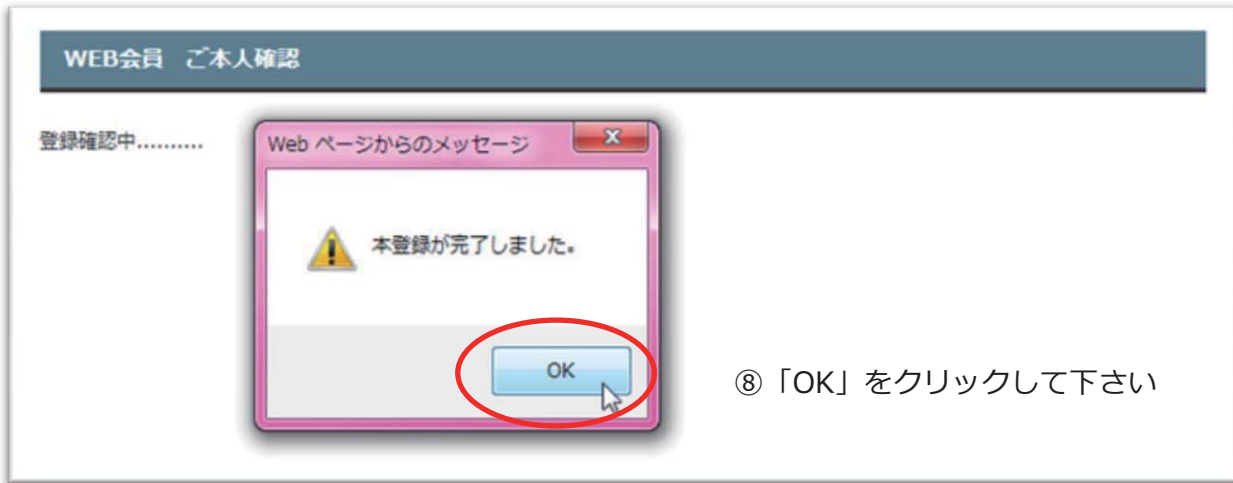 WEB会員　ご本人確認
登録確認中..........
Web ページからのメッセージ
本登録が完了しました。
OK
⑧「OK」をクリックして下さい